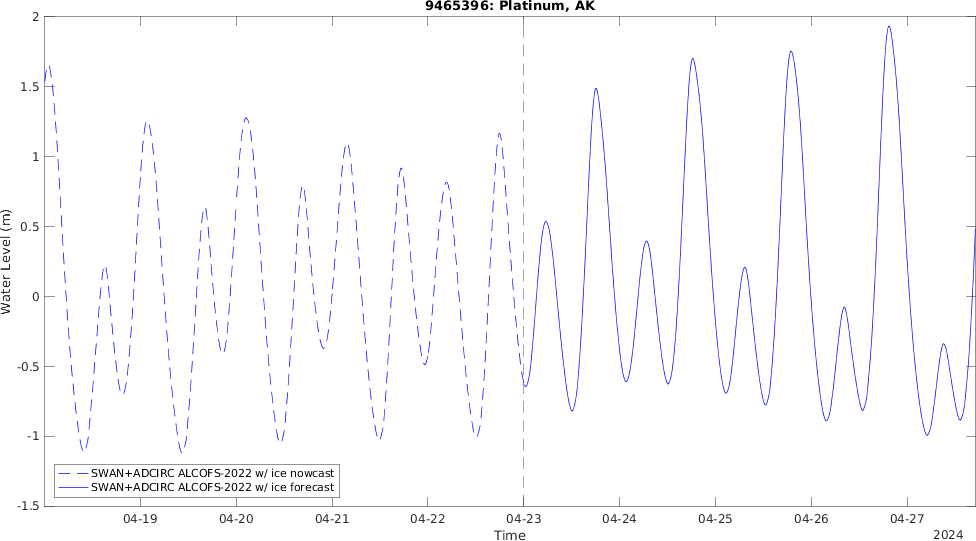 9465396: Platinum, AK
2
1.5
1
0.5
0
-0.5
-1
-1.5
Water Level (m)
SWAN+ADCIRC ALCOFS-2022 w/ ice nowcast
SWAN+ADCIRC ALCOFS-2022 w/ ice forecast
04-19 04-20 04-21 04-22 04-23 04-24 04-25 04-26 04-27
Time
2024